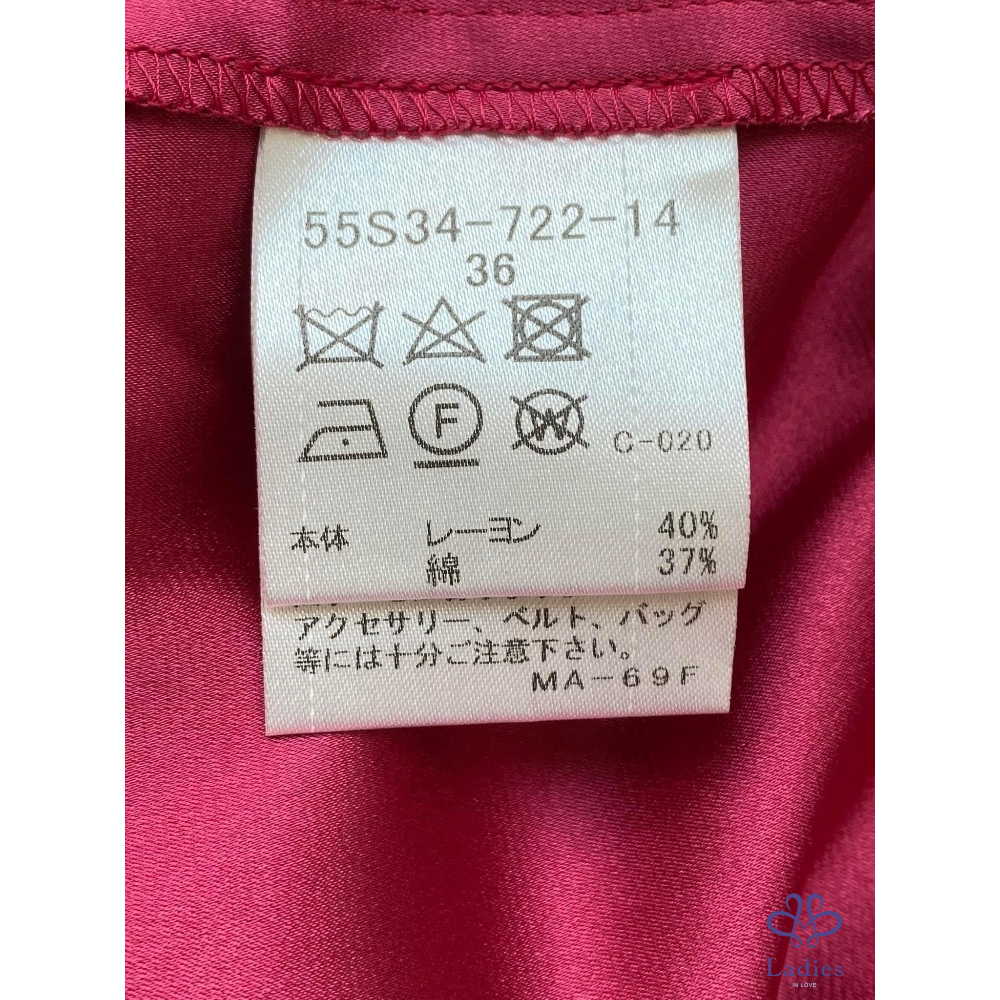 55S34-722-14
36
F
W
C-020
本体 レーヨン 40%
綿 37%
アクセサリー、ベルト、バッグ
等には十分ご注意下さい。
MA-69F
Ladies
IN LOVE